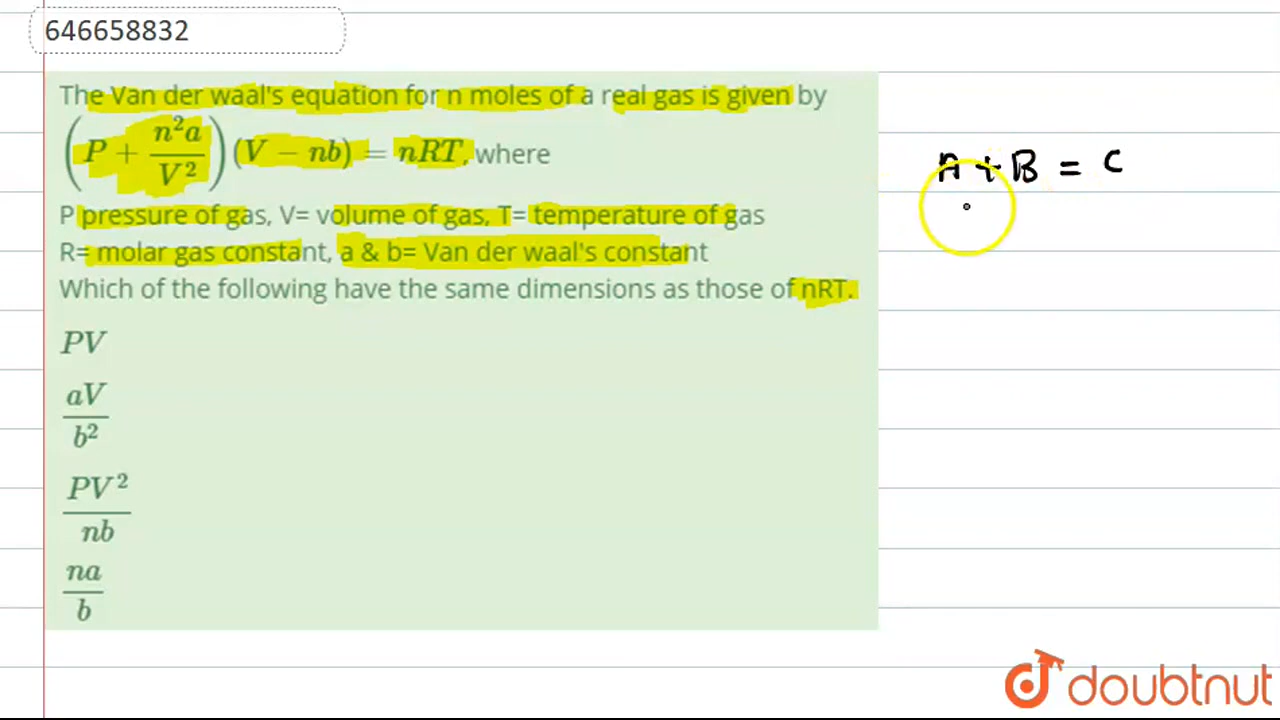 646658832
The Van der waal's equation for n moles of a real gas is given by
(P + n²a/V²)(V − nb) = nRT, where
P pressure of gas, V= volume of gas, T= temperature of gas
R= molar gas constant, a & b= Van der waal's constant
Which of the following have the same dimensions as those of nRT.
PV
aV/b²
PV²/nb
na/b
A + B = C
doubtnut